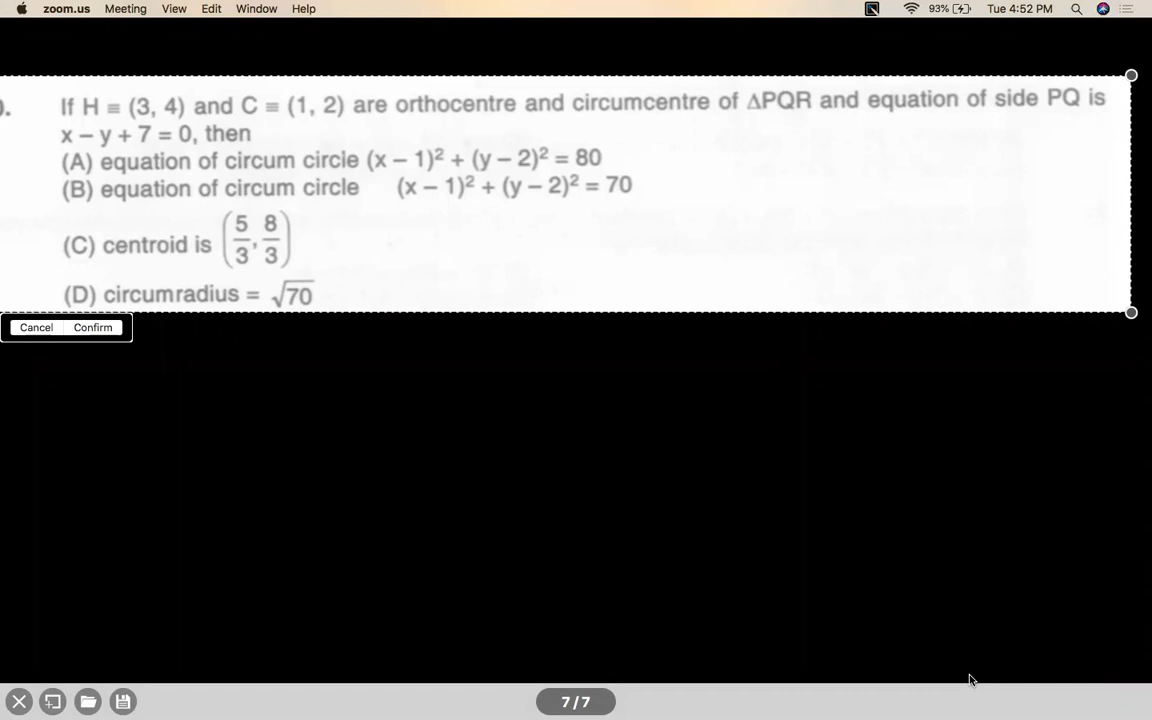 zoom.us Meeting View Edit Window Help 93% Tue 4:52 PM
). If H ≡ (3, 4) and C ≡ (1, 2) are orthocentre and circumcentre of ΔPQR and equation of side PQ is
x – y + 7 = 0, then
(A) equation of circum circle (x – 1)² + (y – 2)² = 80
(B) equation of circum circle (x – 1)² + (y – 2)² = 70
(C) centroid is (5/3, 8/3)
(D) circumradius = √70
Cancel Confirm
7 / 7